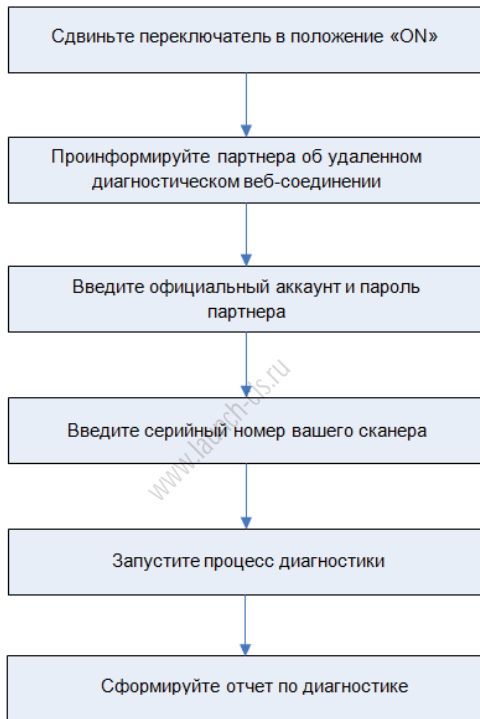 Сдвиньте переключатель в положение «ON»
Проинформируйте партнера об удаленном
диагностическом веб-соединении
Введите официальный аккаунт и пароль
партнера
www.launch-cis.ru
Введите серийный номер вашего сканера
Запустите процесс диагностики
Сформируйте отчет по диагностике